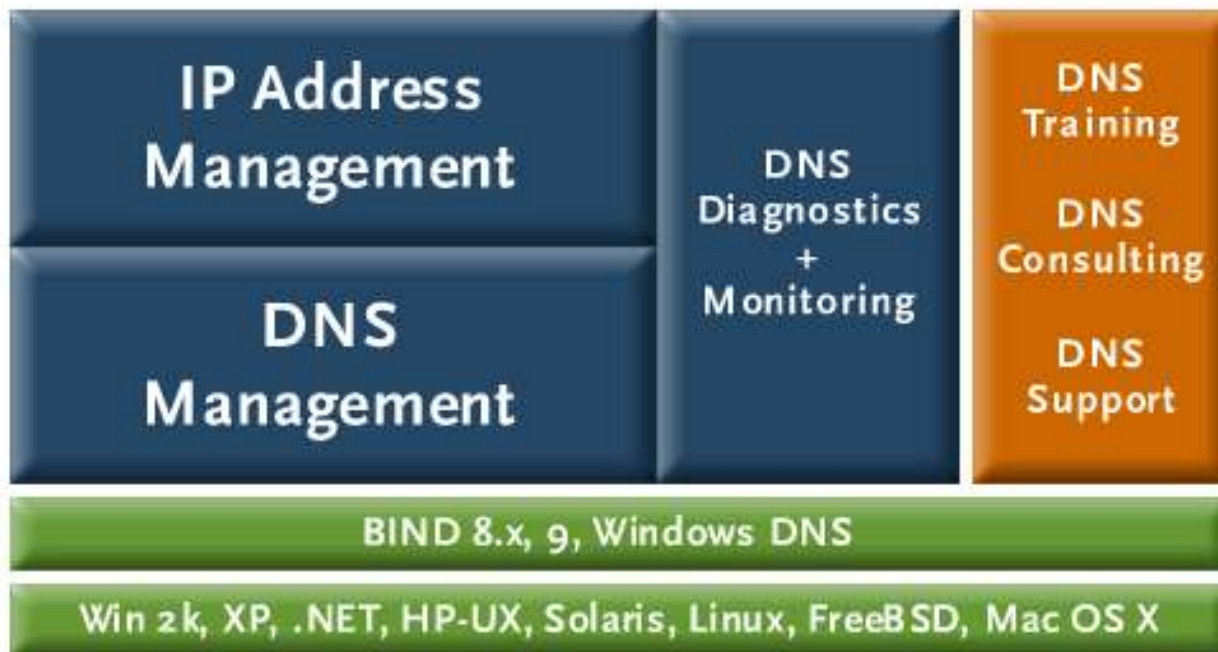 IP Address
Management
DNS
Management
DNS
Diagnostics
+
Monitoring
DNS
Training
DNS
Consulting
DNS
Support
BIND 8.x, 9, Windows DNS
Win 2k, XP, .NET, HP-UX, Solaris, Linux, FreeBSD, Mac OS X